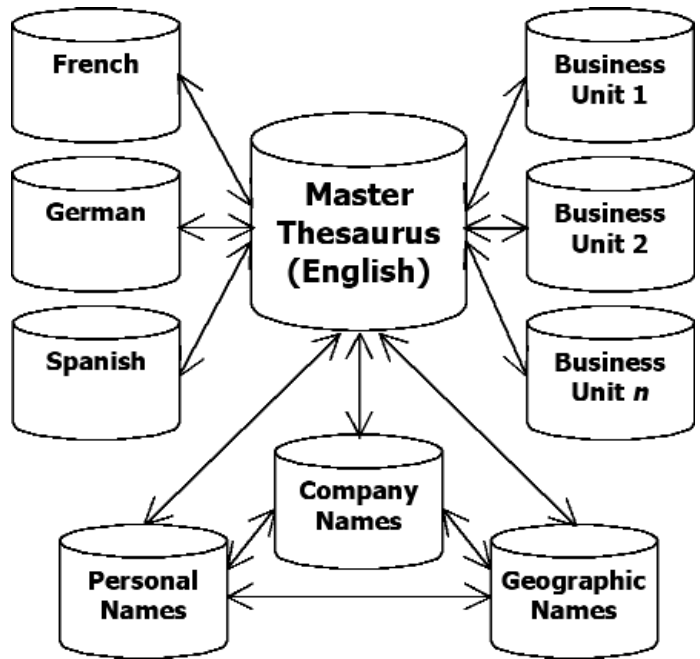 French
German
Spanish
Master
Thesaurus
(English)
Business
Unit 1
Business
Unit 2
Business
Unit n
Company
Names
Personal
Names
Geographic
Names